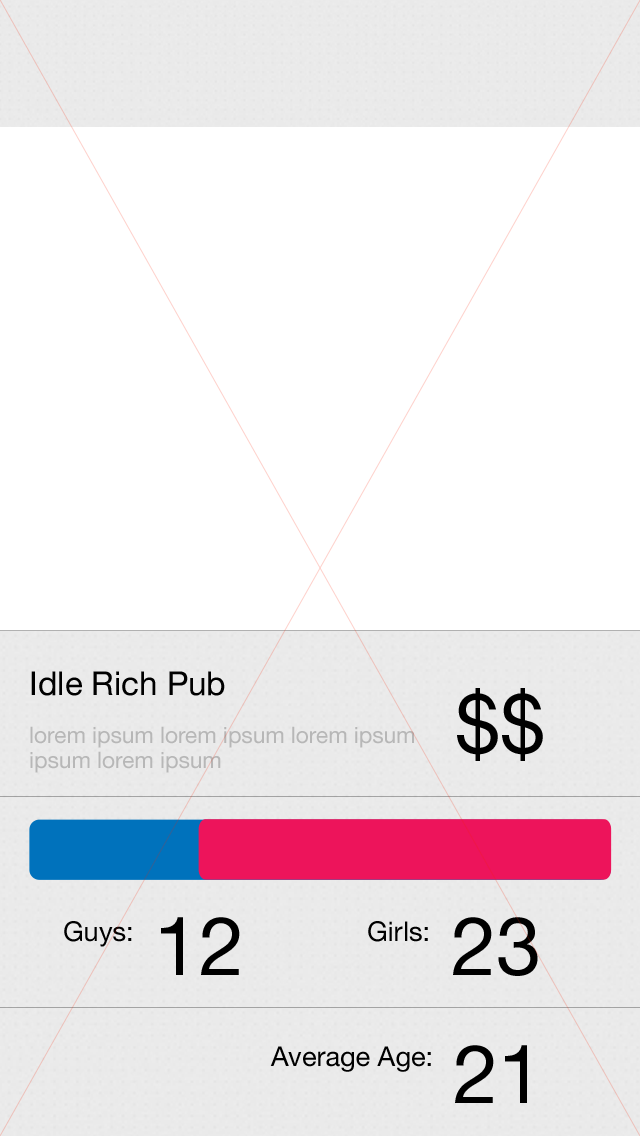 Idle Rich Pub
lorem ipsum lorem ipsum lorem ipsum
ipsum lorem ipsum
$$
Guys: 12
Girls: 23
Average Age: 21